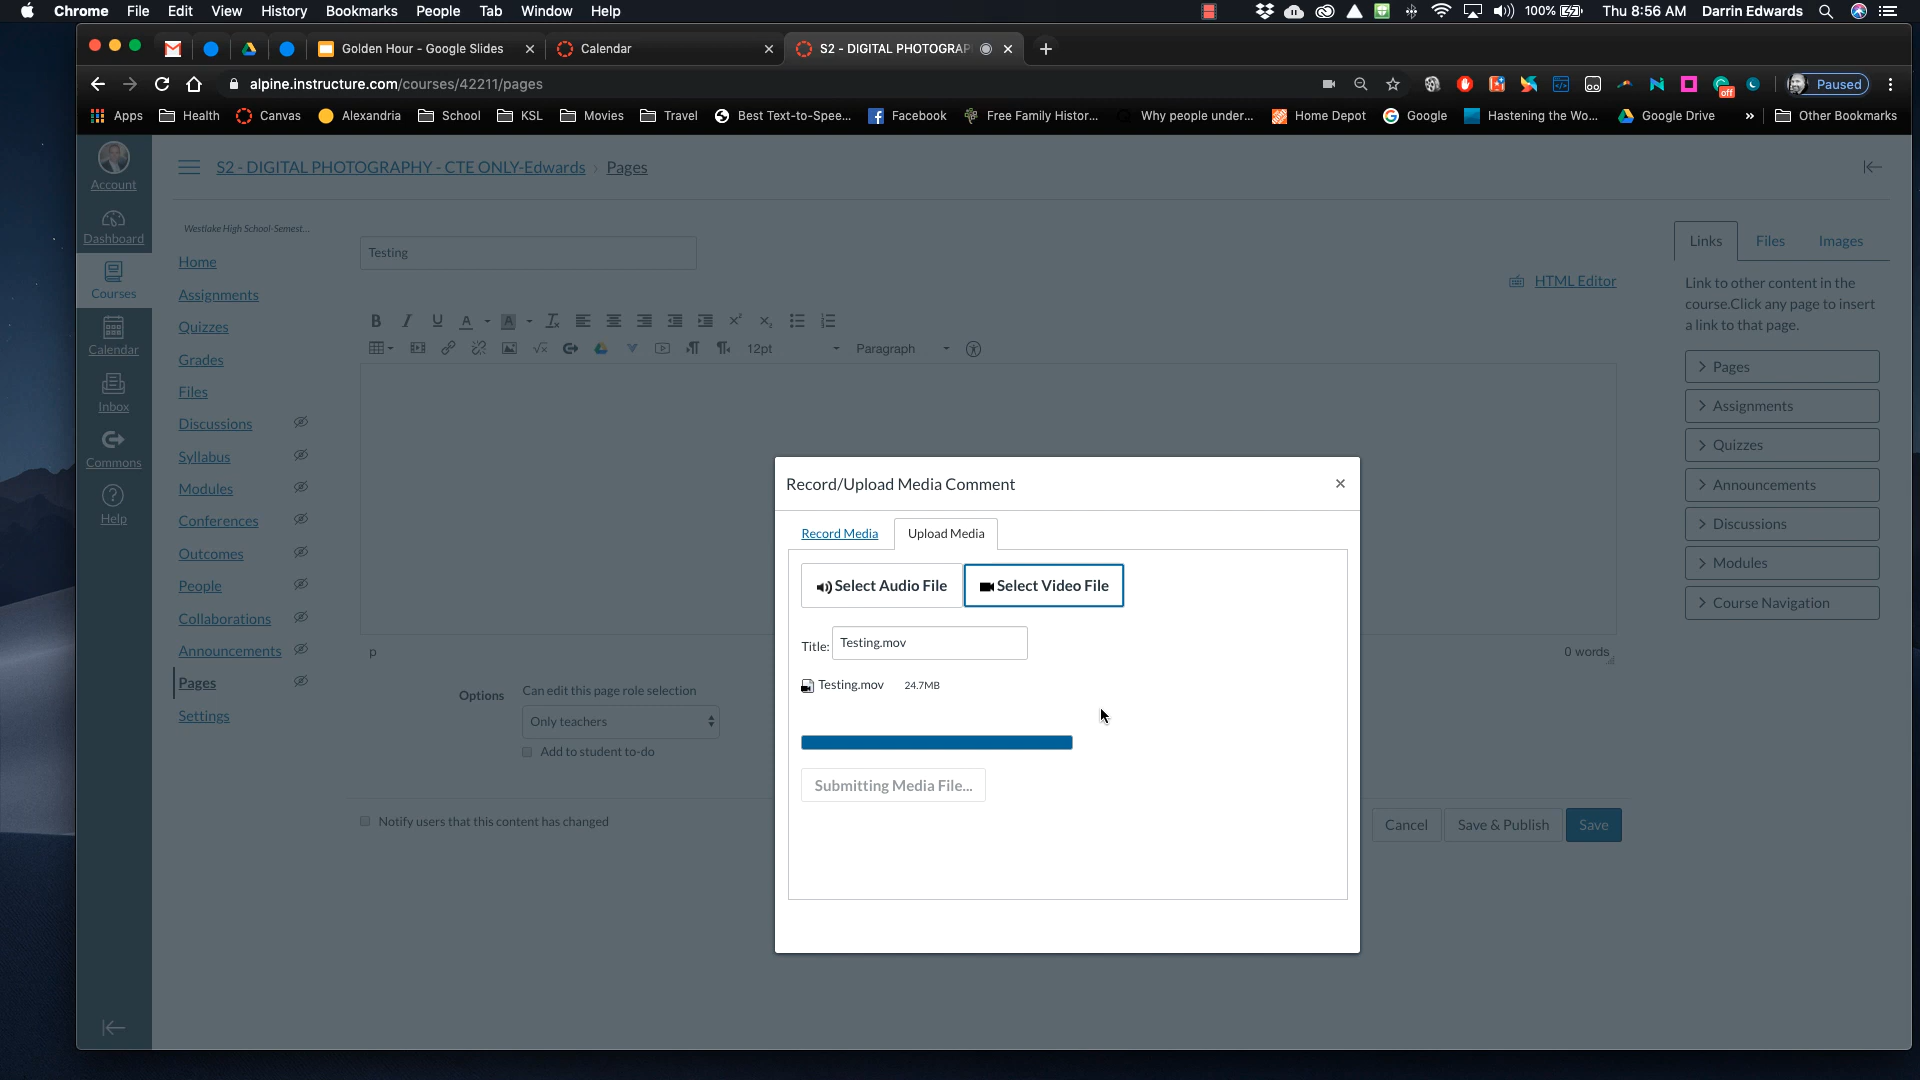 Chrome File Edit View History Bookmarks People Tab Window Help 100% Thu 8:56 AM Darrin Edwards
Golden Hour - Google Slides Calendar S2 - DIGITAL PHOTOGRAP
alpine.instructure.com/courses/42211/pages off Paused
Apps Health Canvas Alexandria School KSL Movies Travel Best Text-to-Spee... Facebook Free Family Histor... Why people under... Home Depot Google Hastening the Wo... Google Drive » Other Bookmarks
Account
Dashboard
Courses
Calendar
Inbox
Commons
Help
S2 - DIGITAL PHOTOGRAPHY - CTE ONLY-Edwards › Pages
Westlake High School-Semest...
Home
Assignments
Quizzes
Grades
Files
Discussions
Syllabus
Modules
Conferences
Outcomes
People
Collaborations
Announcements
Pages
Settings
Testing
HTML Editor
12pt Paragraph
p 0 words
Options Can edit this page role selection
Only teachers
Add to student to-do
Notify users that this content has changed
Cancel Save & Publish Save
Record/Upload Media Comment
Record Media Upload Media
Select Audio File Select Video File
Title: Testing.mov
Testing.mov 24.7MB
Submitting Media File...
Links Files Images
Link to other content in the
course.Click any page to insert
a link to that page.
Pages
Assignments
Quizzes
Announcements
Discussions
Modules
Course Navigation